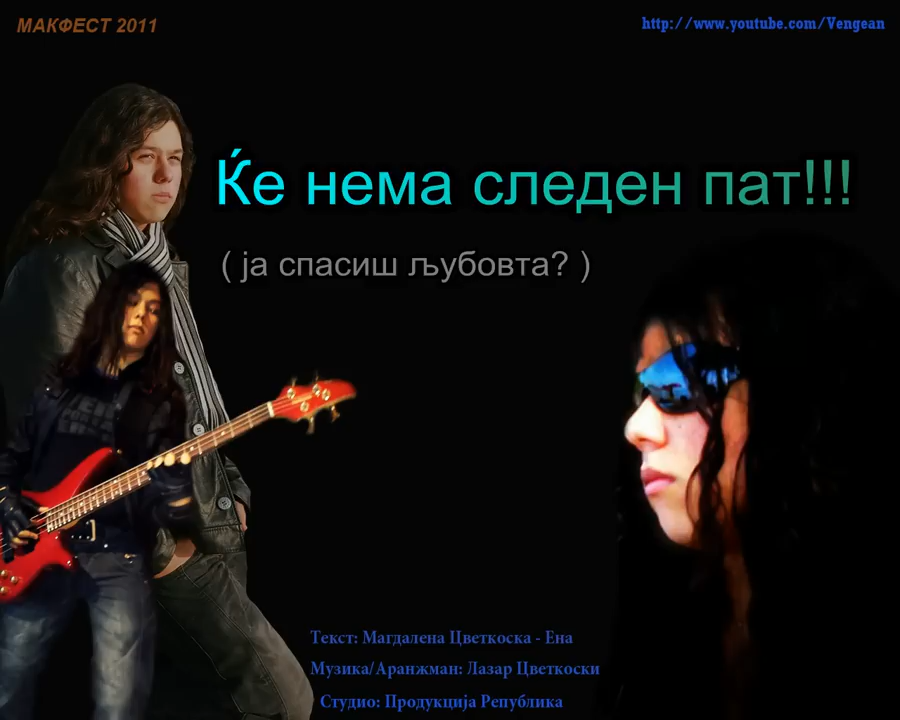 МАКФЕСТ 2011
http://www.youtube.com/Vengean
Ќе нема следен пат!!!
( ја спасиш љубовта? )
Текст: Магдалена Цветкоска - Ена
Музика/Аранжман: Лазар Цветкоски
Студио: Продукција Република